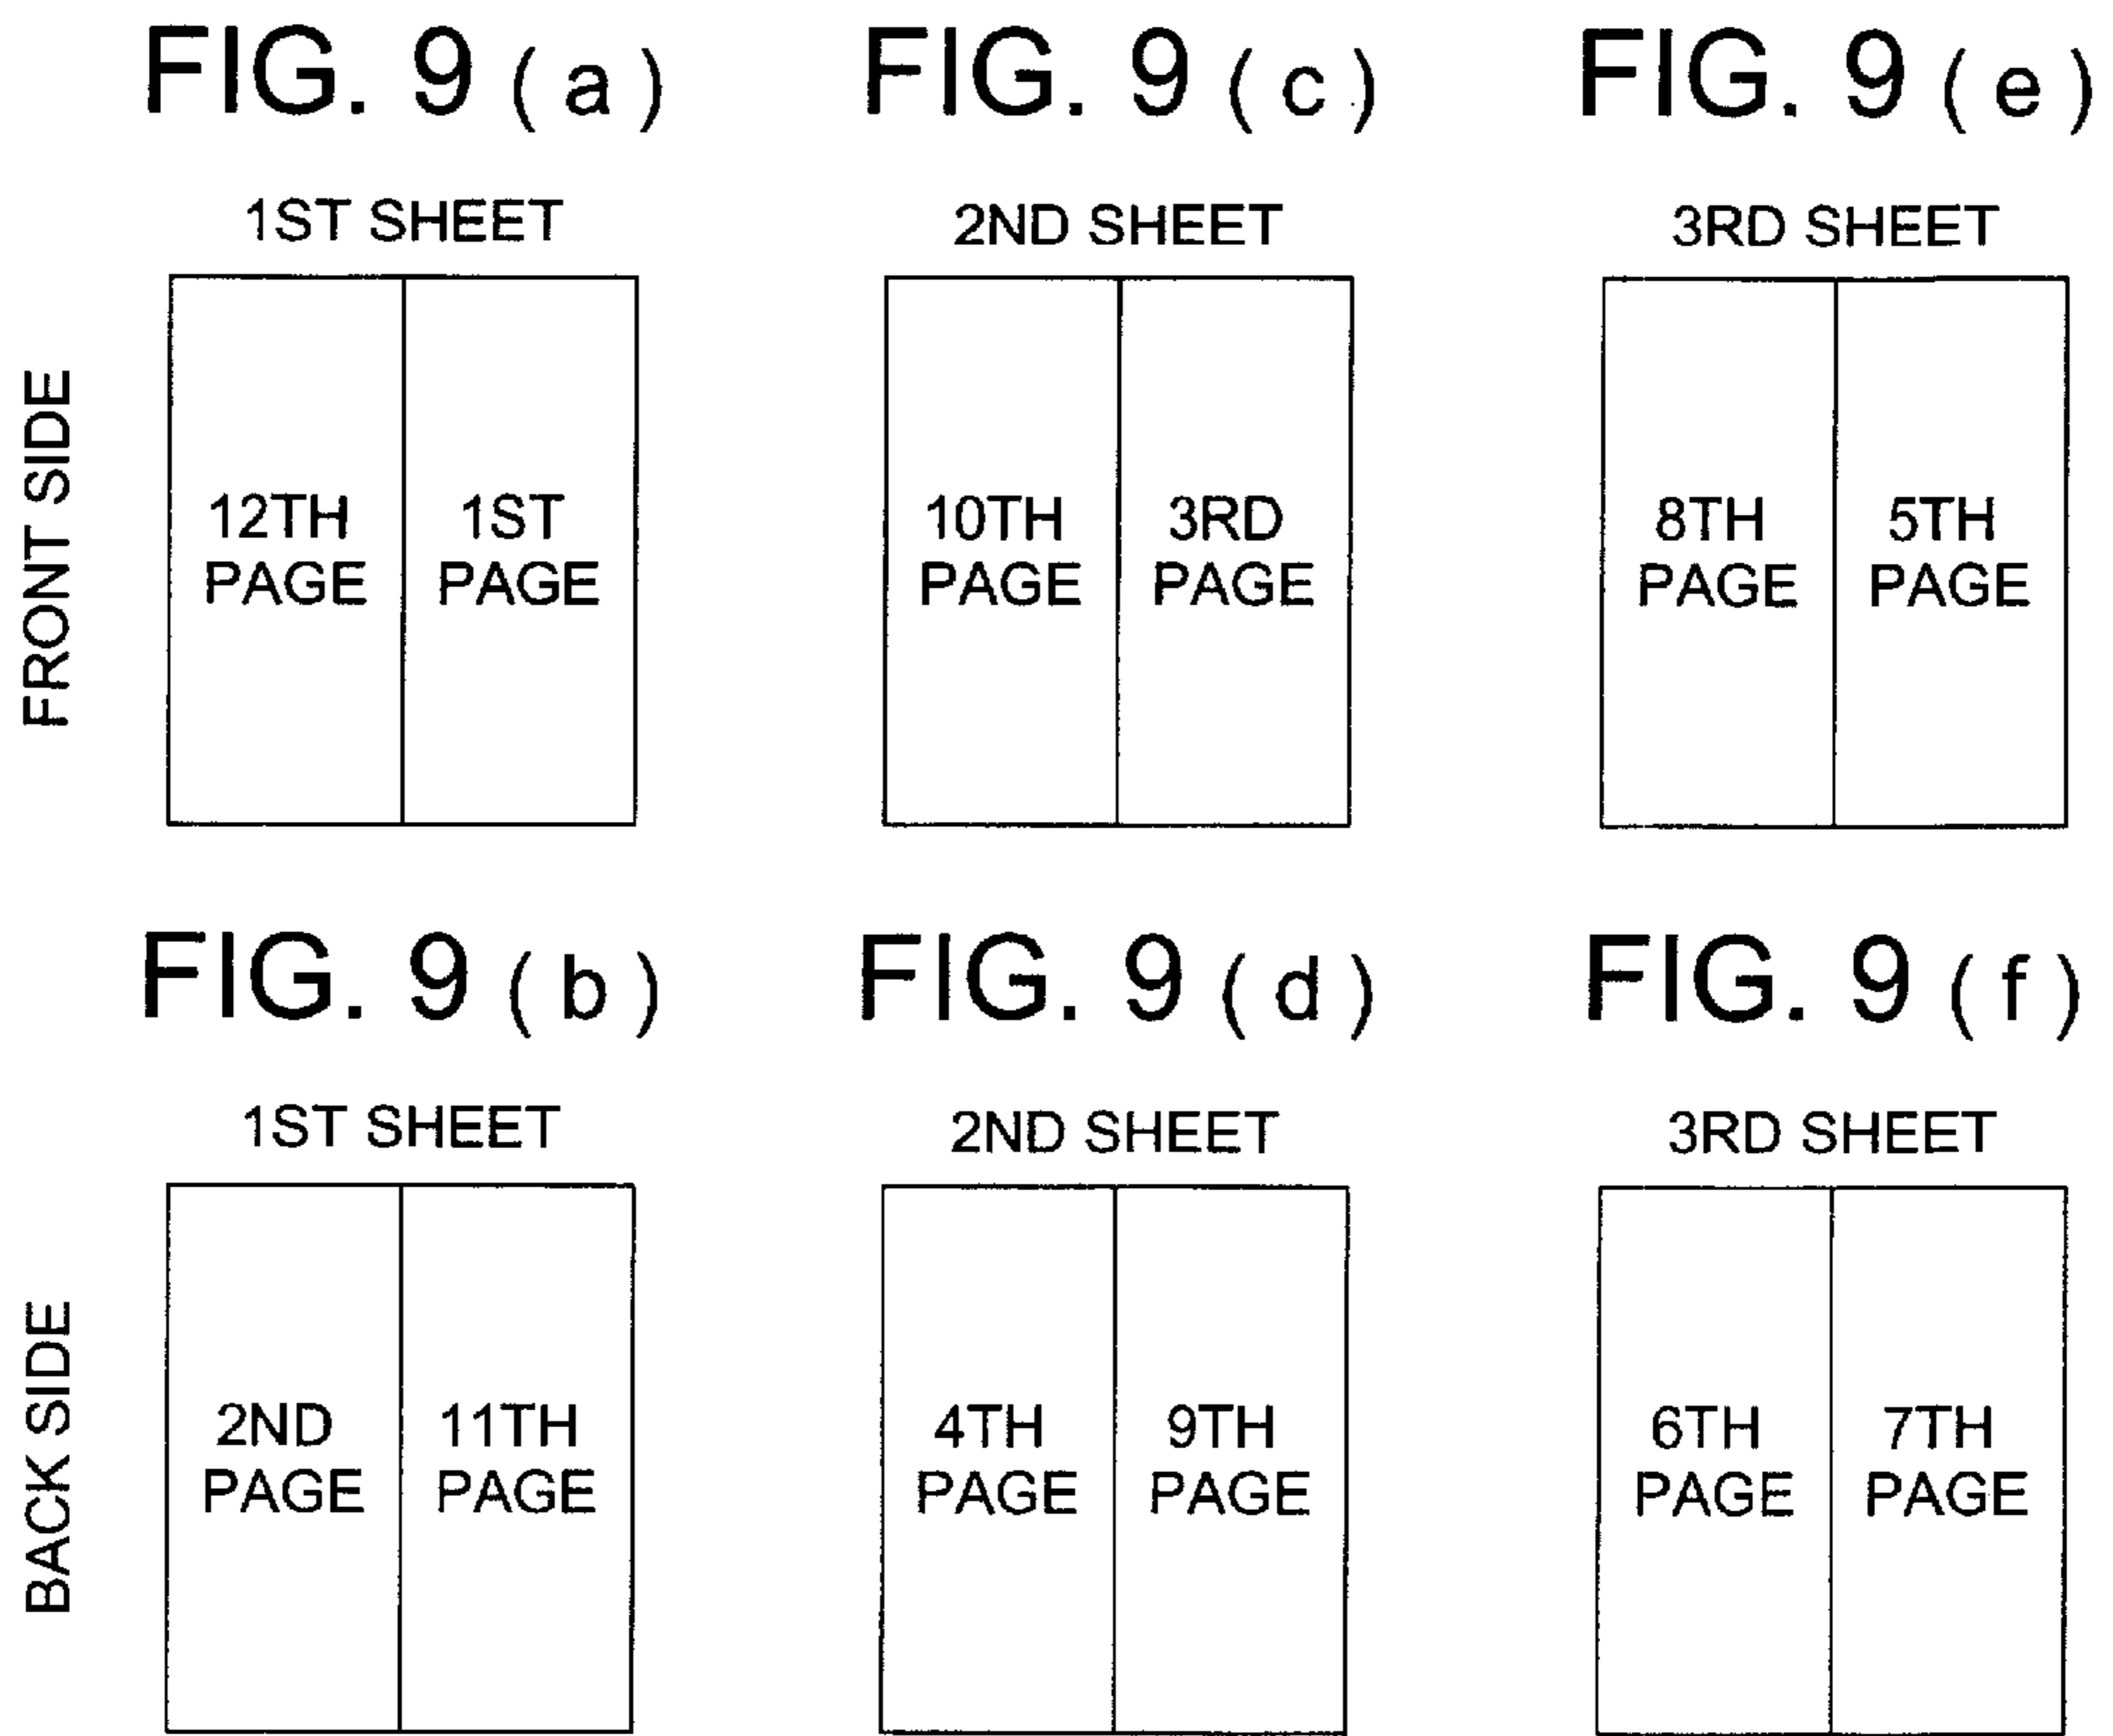 FIG. 9 (a)
1ST SHEET
FRONT SIDE
12TH
PAGE
1ST
PAGE
FIG. 9 (c)
2ND SHEET
10TH
PAGE
3RD
PAGE
FIG. 9 (e)
3RD SHEET
8TH
PAGE
5TH
PAGE
FIG. 9 (b)
1ST SHEET
BACK SIDE
2ND
PAGE
11TH
PAGE
FIG. 9 (d)
2ND SHEET
4TH
PAGE
9TH
PAGE
FIG. 9 (f)
3RD SHEET
6TH
PAGE
7TH
PAGE